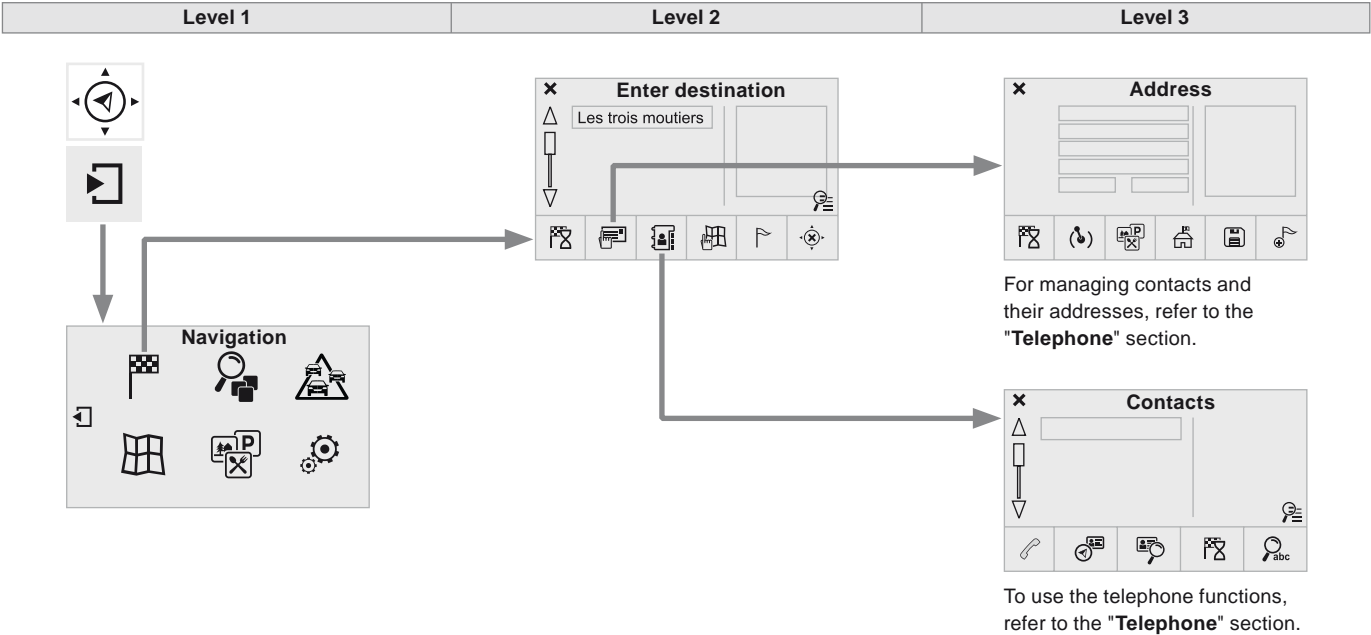 Level 1
Level 2
Level 3
Enter destination
Les trois moutiers
Address
P
For managing contacts and
their addresses, refer to the
"Telephone" section.
Navigation
P
Contacts
abc
To use the telephone functions,
refer to the "Telephone" section.